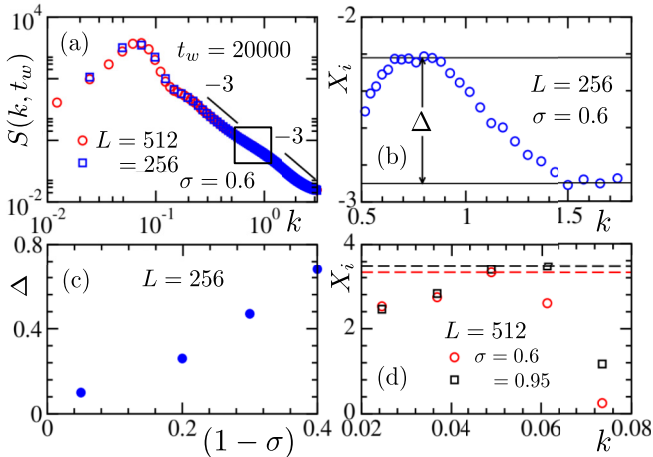 (a)
10^4
10^-2
S(k, t_w)
t_w = 20000
−3
−3
L = 512
= 256
σ = 0.6
10^-2
10^-1
10^0
k
(b)
-2
-3
X_i
L = 256
σ = 0.6
Δ
0.5
1
1.5
k
(c)
0.8
0.4
0
Δ
L = 256
0
0.2
0.4
(1 − σ)
(d)
4
2
0
X_i
L = 512
σ = 0.6
= 0.95
0.02
0.04
0.06
0.08
k